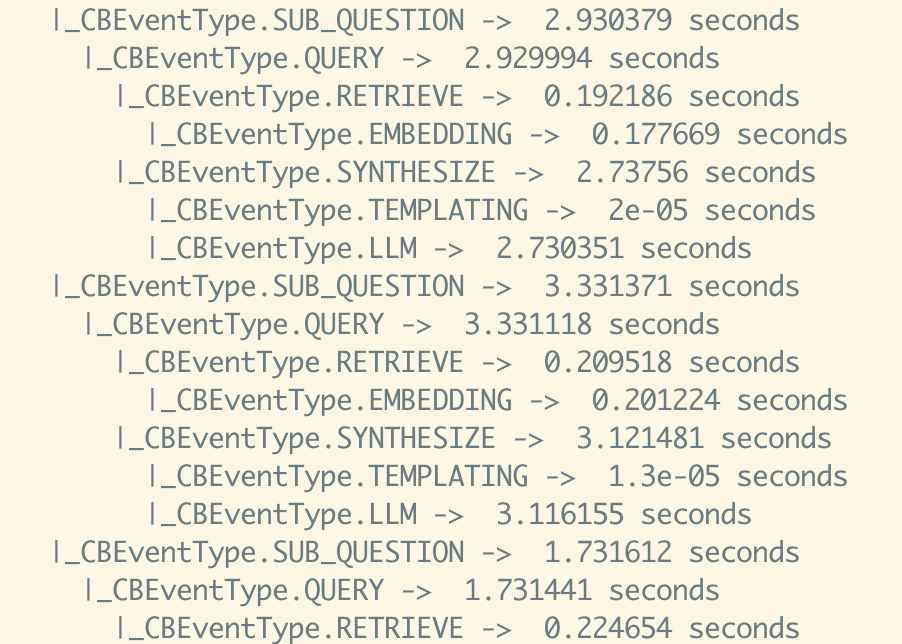 |_CBEventType.SUB_QUESTION ->  2.930379 seconds
|_CBEventType.QUERY ->  2.929994 seconds
|_CBEventType.RETRIEVE ->  0.192186 seconds
|_CBEventType.EMBEDDING ->  0.177669 seconds
|_CBEventType.SYNTHESIZE ->  2.73756 seconds
|_CBEventType.TEMPLATING ->  2e-05 seconds
|_CBEventType.LLM ->  2.730351 seconds
|_CBEventType.SUB_QUESTION ->  3.331371 seconds
|_CBEventType.QUERY ->  3.331118 seconds
|_CBEventType.RETRIEVE ->  0.209518 seconds
|_CBEventType.EMBEDDING ->  0.201224 seconds
|_CBEventType.SYNTHESIZE ->  3.121481 seconds
|_CBEventType.TEMPLATING ->  1.3e-05 seconds
|_CBEventType.LLM ->  3.116155 seconds
|_CBEventType.SUB_QUESTION ->  1.731612 seconds
|_CBEventType.QUERY ->  1.731441 seconds
|_CBEventType.RETRIEVE ->  0.224654 seconds